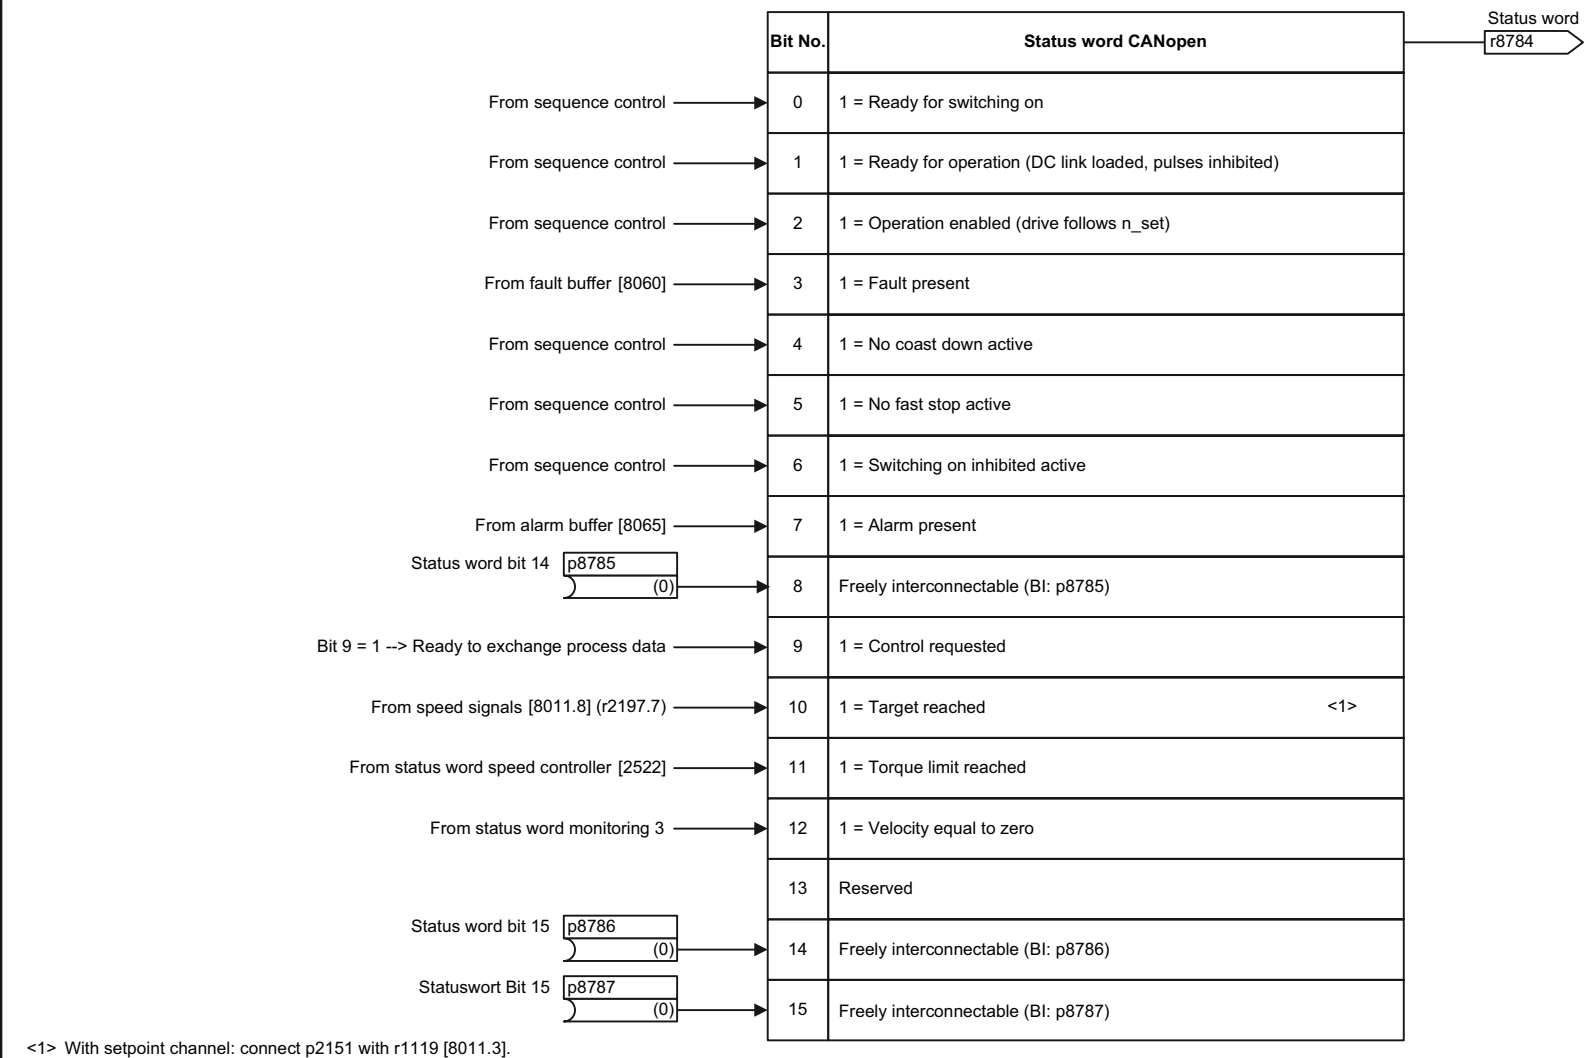 Status word
Bit No. Status word CANopen r8784
From sequence control 0 1 = Ready for switching on
From sequence control 1 1 = Ready for operation (DC link loaded, pulses inhibited)
From sequence control 2 1 = Operation enabled (drive follows n_set)
From fault buffer [8060] 3 1 = Fault present
From sequence control 4 1 = No coast down active
From sequence control 5 1 = No fast stop active
From sequence control 6 1 = Switching on inhibited active
From alarm buffer [8065] 7 1 = Alarm present
Status word bit 14 p8785
(0) 8 Freely interconnectable (BI: p8785)
Bit 9 = 1 --> Ready to exchange process data 9 1 = Control requested
From speed signals [8011.8] (r2197.7) 10 1 = Target reached <1>
From status word speed controller [2522] 11 1 = Torque limit reached
From status word monitoring 3 12 1 = Velocity equal to zero
13 Reserved
Status word bit 15 p8786
(0) 14 Freely interconnectable (BI: p8786)
Statuswort Bit 15 p8787
(0) 15 Freely interconnectable (BI: p8787)
<1> With setpoint channel: connect p2151 with r1119 [8011.3].